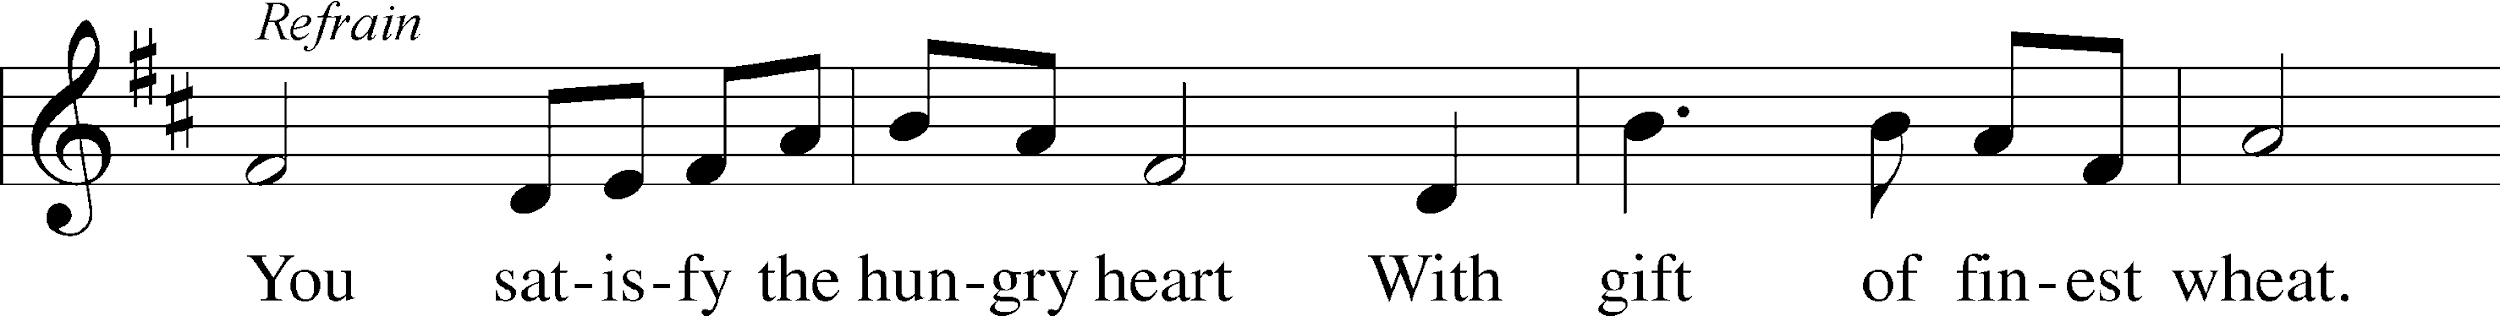 Refrain
You sat-is-fy the hun-gry heart With gift of fin-est wheat.